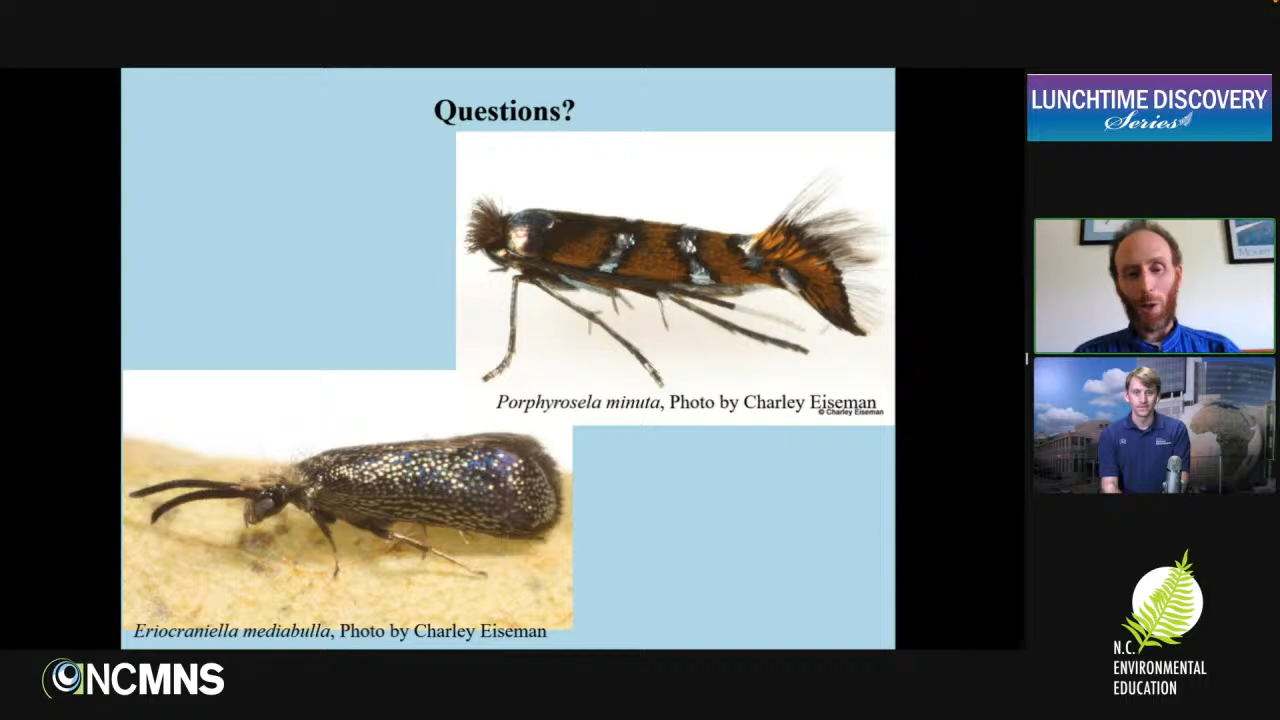 Questions?
LUNCHTIME DISCOVERY
Series
Porphyrosela minuta, Photo by Charley Eiseman
© Charley Eiseman
Eriocraniella mediabulla, Photo by Charley Eiseman
NCMNS
N.C.
ENVIRONMENTAL
EDUCATION